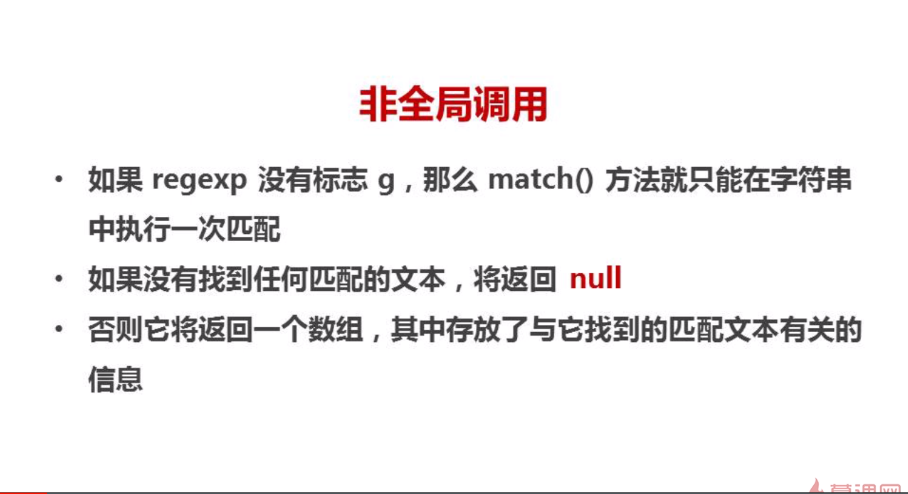 非全局调用
• 如果 regexp 没有标志 g，那么 match() 方法就只能在字符串
中执行一次匹配
• 如果没有找到任何匹配的文本，将返回 null
• 否则它将返回一个数组，其中存放了与它找到的匹配文本有关的
信息
慕课网